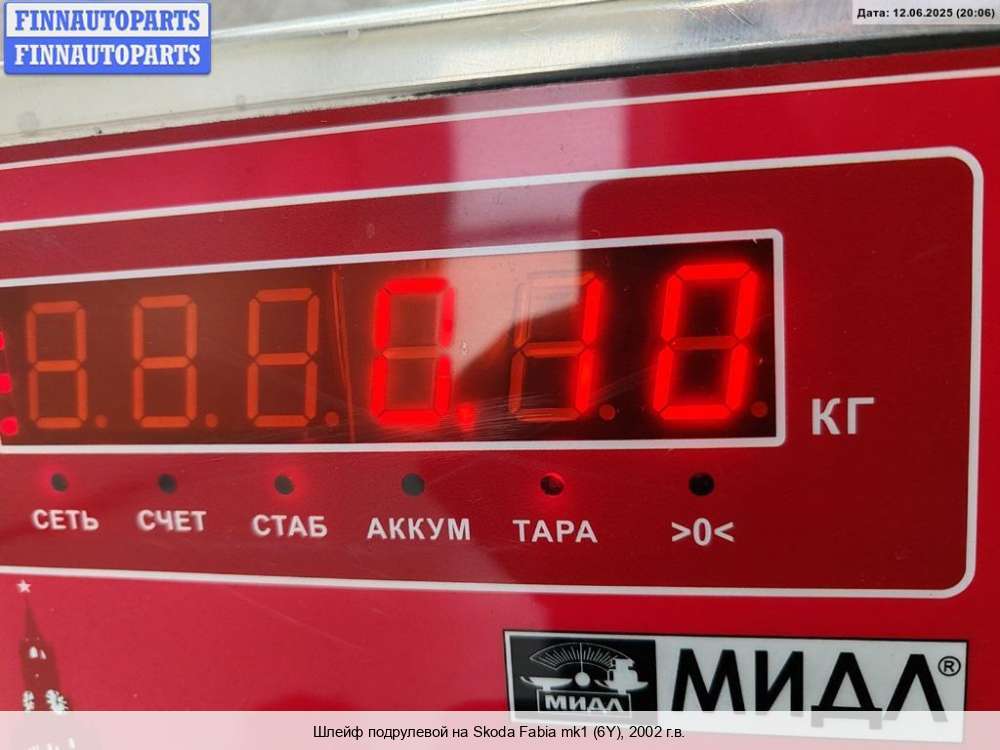 FINNAUTOPARTS
FINNAUTOPARTS
Дата: 12.06.2025 (20:06)
0.10
КГ
СЕТЬ СЧЕТ СТАБ АККУМ ТАРА >0<
МИДЛ МИДЛ®
Шлейф подрулевой на Skoda Fabia mk1 (6Y), 2002 г.в.